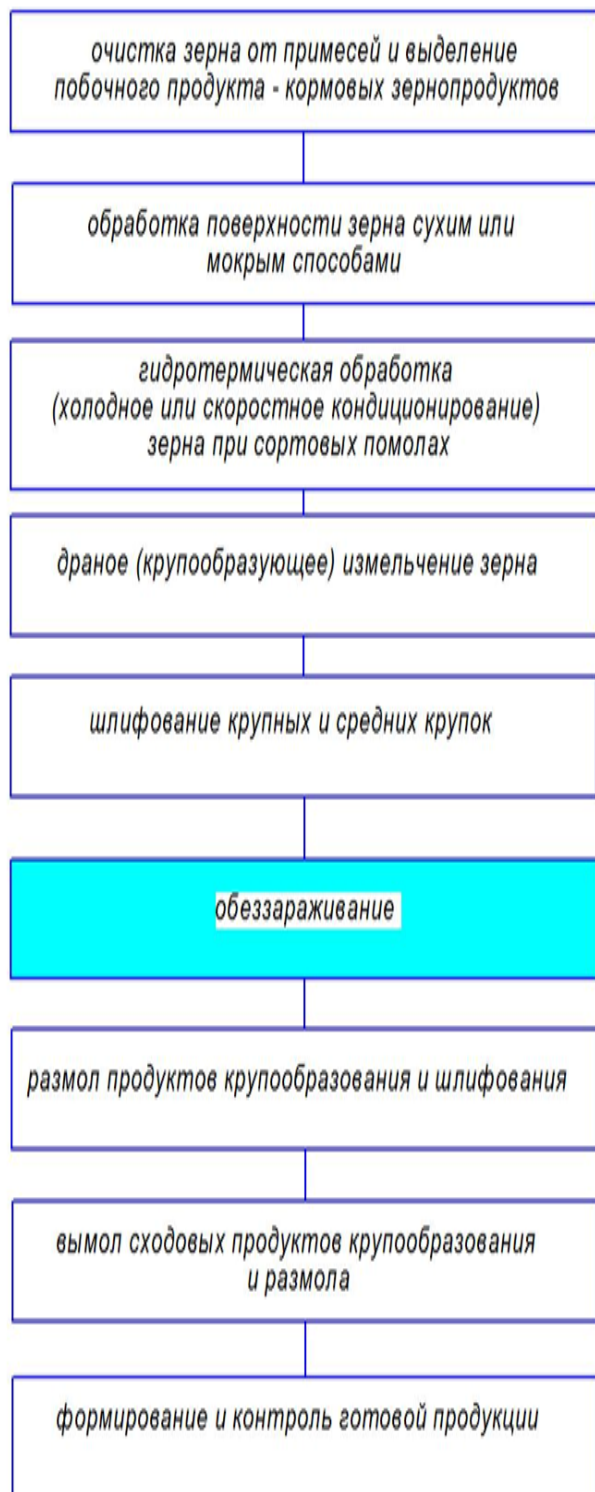 очистка зерна от примесей и выделение
побочного продукта - кормовых зернопродуктов
обработка поверхности зерна сухим или
мокрым способами
гидротермическая обработка
(холодное или скоростное кондиционирование)
зерна при сортовых помолах
драное (крупообразующее) измельчение зерна
шлифование крупных и средних крупок
обеззараживание
размол продуктов крупообразования и шлифования
вымол сходовых продуктов крупообразования
и размола
формирование и контроль готовой продукции